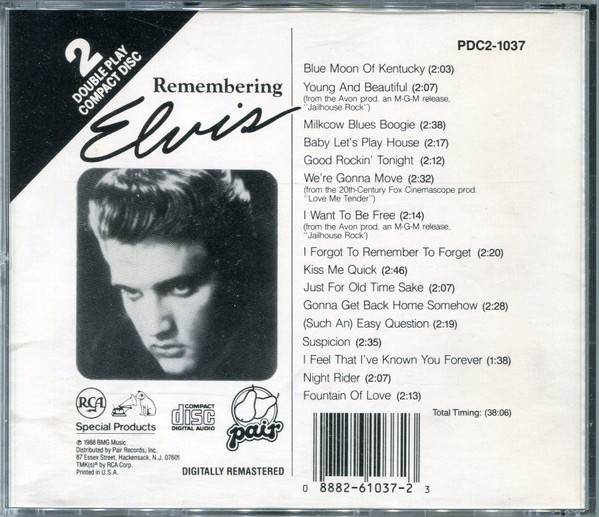 2
DOUBLE PLAY
COMPACT DISC
Remembering
Elvis
PDC2-1037
Blue Moon Of Kentucky (2:03)
Young And Beautiful (2:07)
(from the Avon prod. an M-G-M release,
"Jailhouse Rock")
Milkcow Blues Boogie (2:38)
Baby Let's Play House (2:17)
Good Rockin' Tonight (2:12)
We're Gonna Move (2:32)
(from the 20th-Century Fox Cinemascope prod.
"Love Me Tender")
I Want To Be Free (2:14)
(from the Avon prod. an M-G-M release,
"Jailhouse Rock')
I Forgot To Remember To Forget (2:20)
Kiss Me Quick (2:46)
Just For Old Time Sake (2:07)
Gonna Get Back Home Somehow (2:28)
(Such An) Easy Question (2:19)
Suspicion (2:35)
I Feel That I've Known You Forever (1:38)
Night Rider (2:07)
Fountain Of Love (2:13)
Total Timing: (38:06)
RCA
Special Products
COMPACT
disc
DIGITAL AUDIO
pair
℗ 1988 BMG Music
Distributed by Pair Records, Inc.
87 Essex Street, Hackensack, N.J. 07601
TMK(s)® by RCA Corp.
Printed in U.S.A.
DIGITALLY REMASTERED
0 8882-61037-2 3